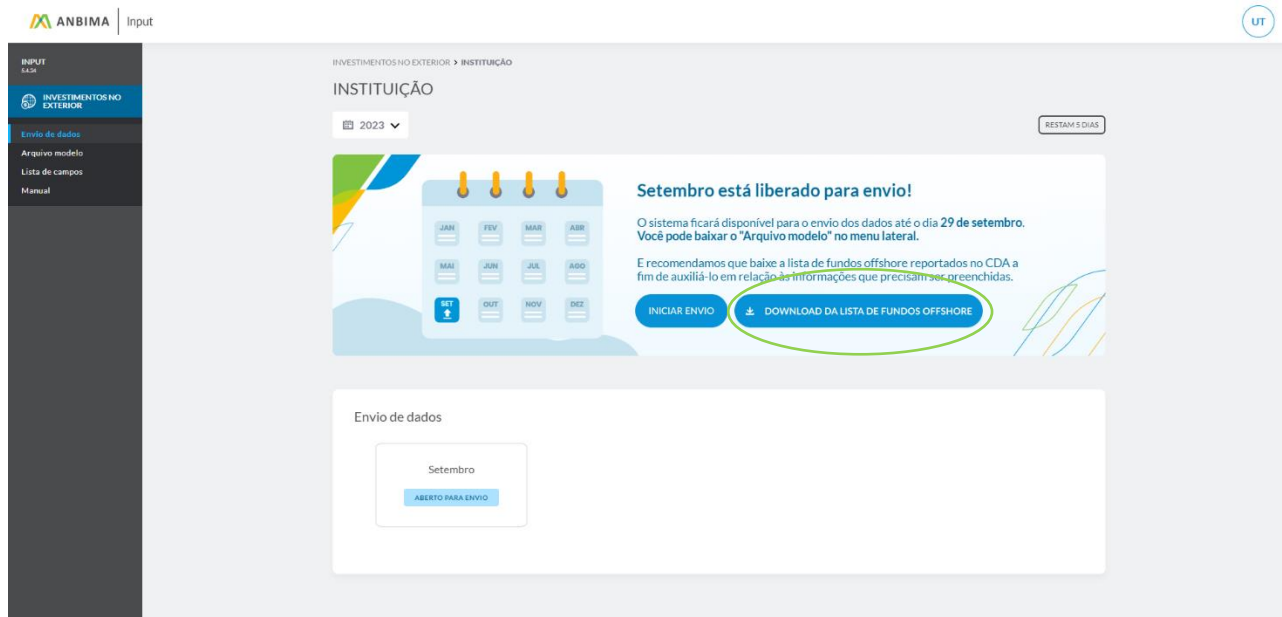 ANBIMA
Input
UT
INPUT
5.4.34
INVESTIMENTOS NO
EXTERIOR
Envio de dados
Arquivo modelo
Lista de campos
Manual
INVESTIMENTOS NO EXTERIOR > INSTITUIÇÃO
INSTITUIÇÃO
2023
RESTAM 5 DIAS
JAN FEV MAR ABR
MAI JUN JUL AGO
SET OUT NOV DEZ
Setembro está liberado para envio!
O sistema ficará disponível para o envio dos dados até o dia 29 de setembro.
Você pode baixar o "Arquivo modelo" no menu lateral.
E recomendamos que baixe a lista de fundos offshore reportados no CDA a
fim de auxiliá-lo em relação às informações que precisam ser preenchidas.
INICIAR ENVIO
DOWNLOAD DA LISTA DE FUNDOS OFFSHORE
Envio de dados
Setembro
ABERTO PARA ENVIO